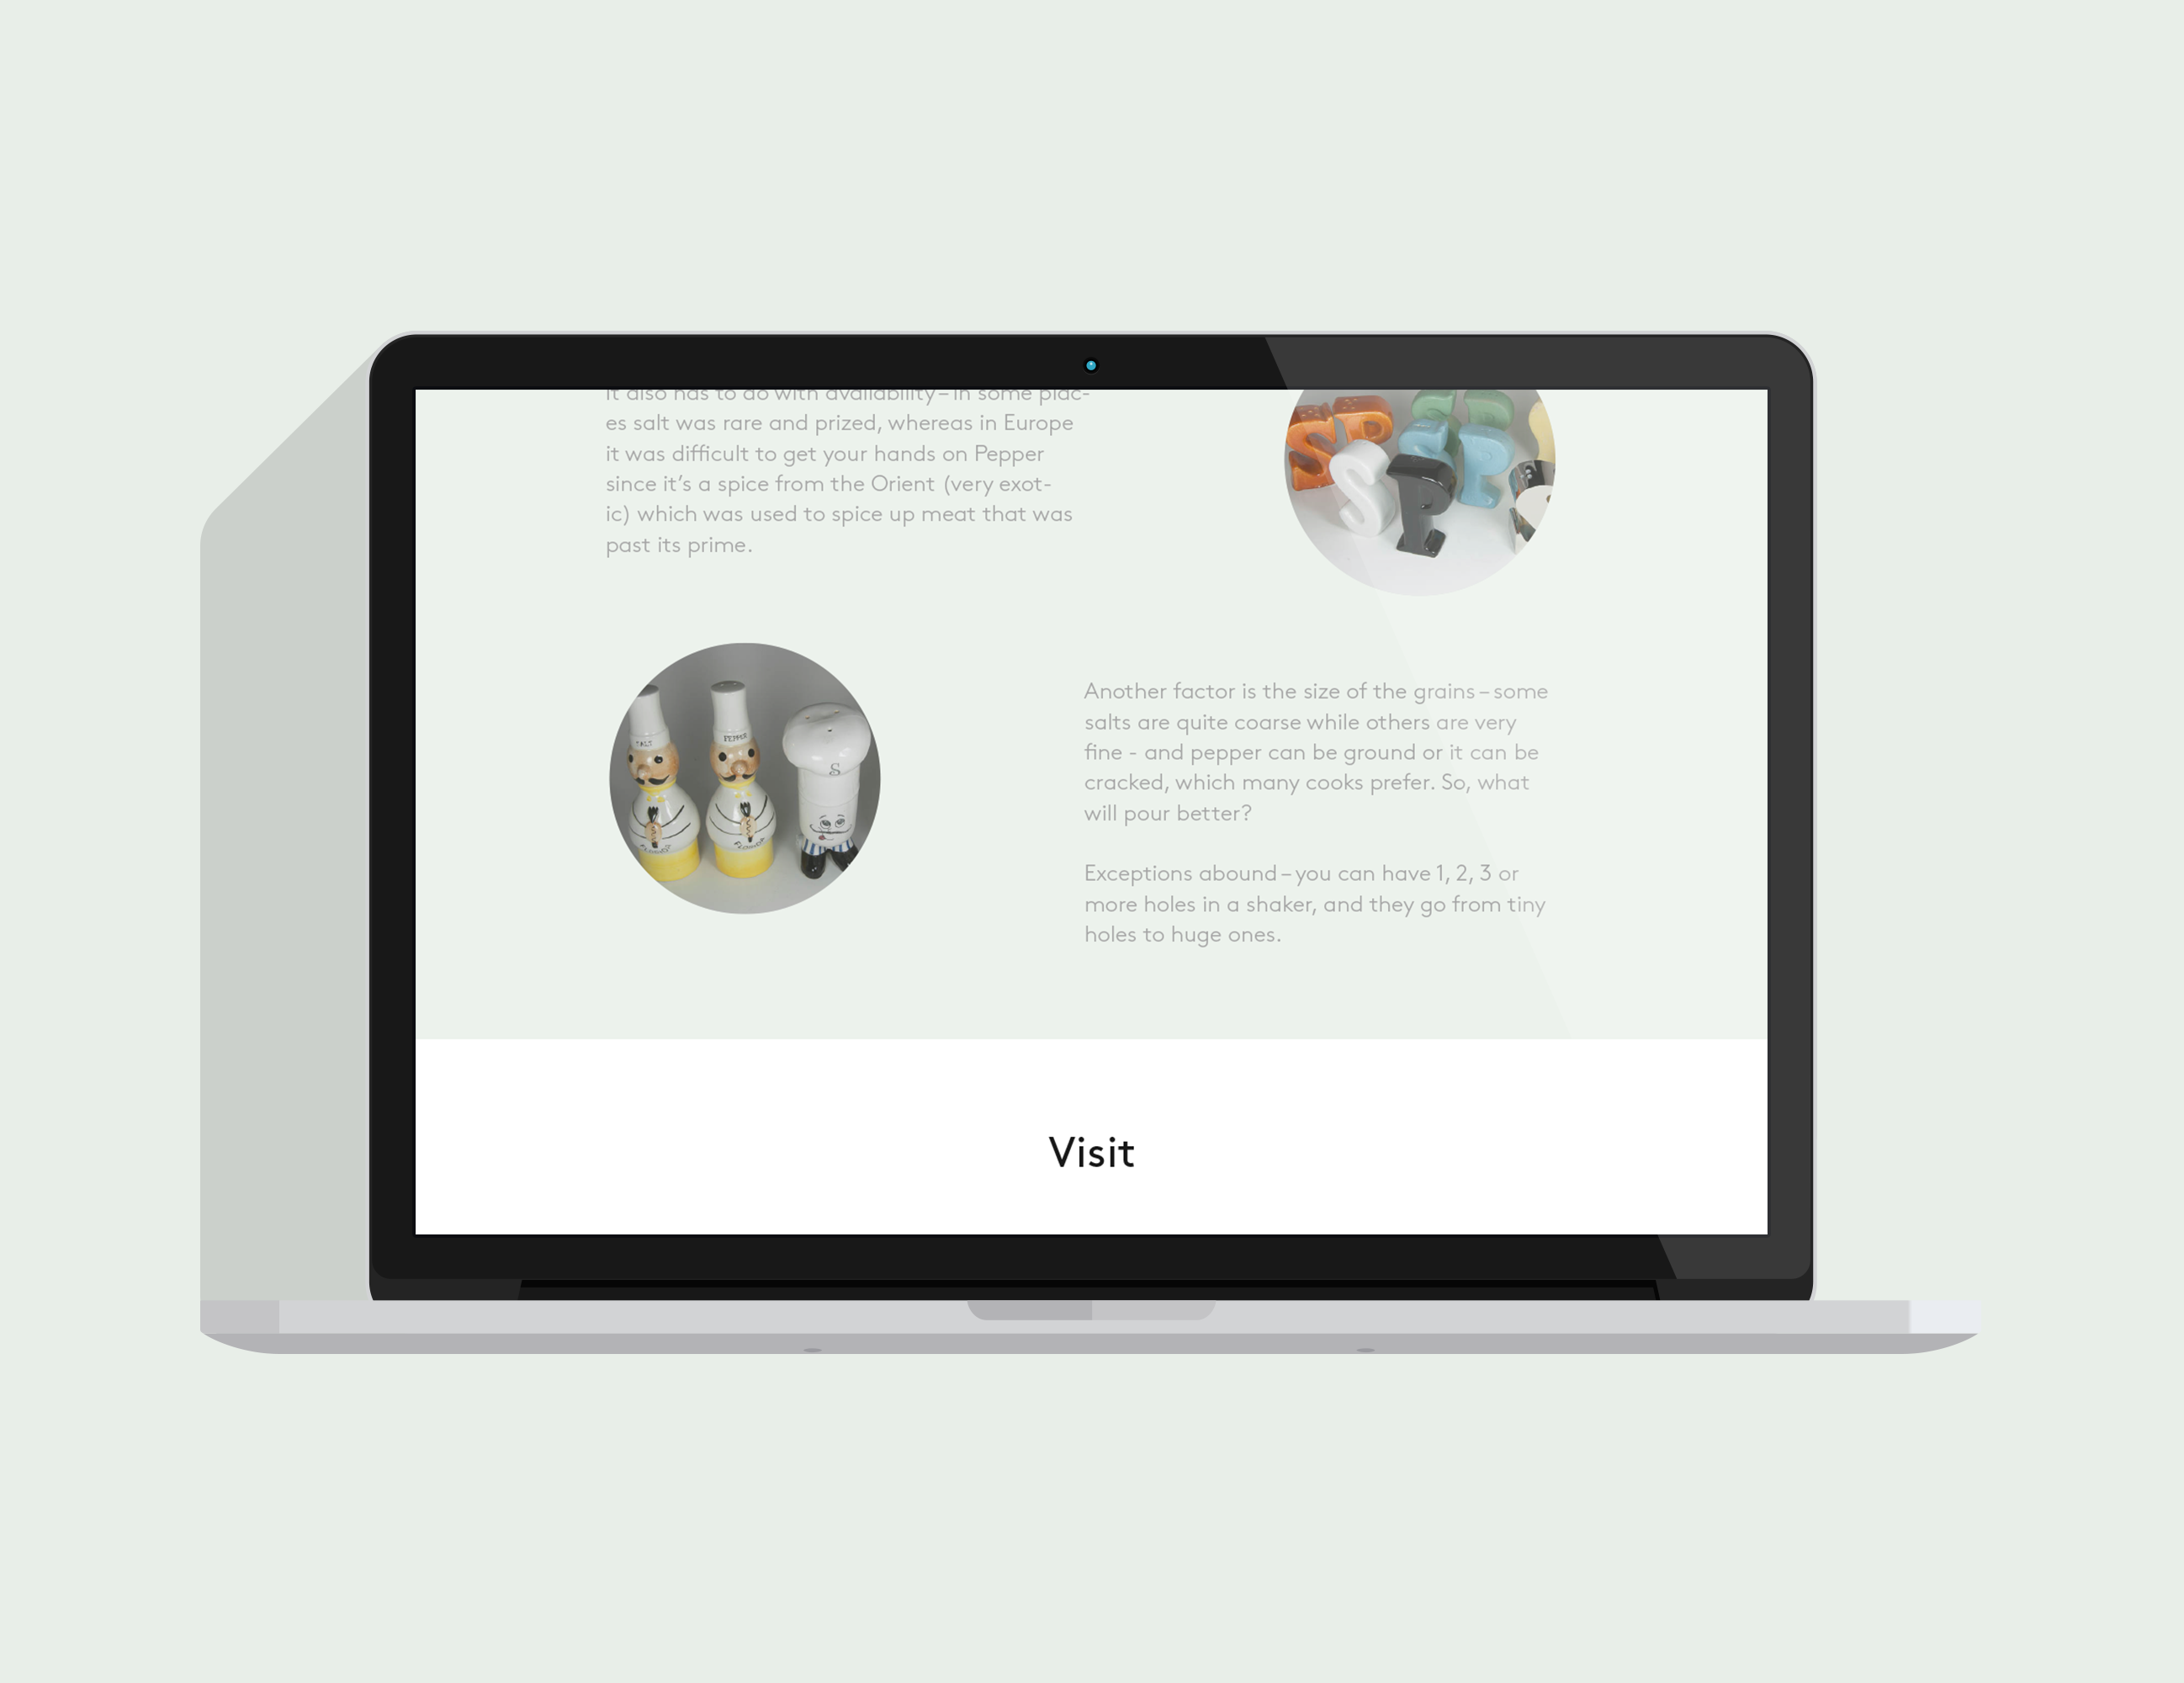 it also has to do with availability – in some plac-
es salt was rare and prized, whereas in Europe
it was difficult to get your hands on Pepper
since it’s a spice from the Orient (very exot-
ic) which was used to spice up meat that was
past its prime.
S P
S P
S P
S P
SALT
PEPPER
S
Another factor is the size of the grains – some
salts are quite coarse while others are very
fine - and pepper can be ground or it can be
cracked, which many cooks prefer. So, what
will pour better?
Exceptions abound – you can have 1, 2, 3 or
more holes in a shaker, and they go from tiny
holes to huge ones.
Visit